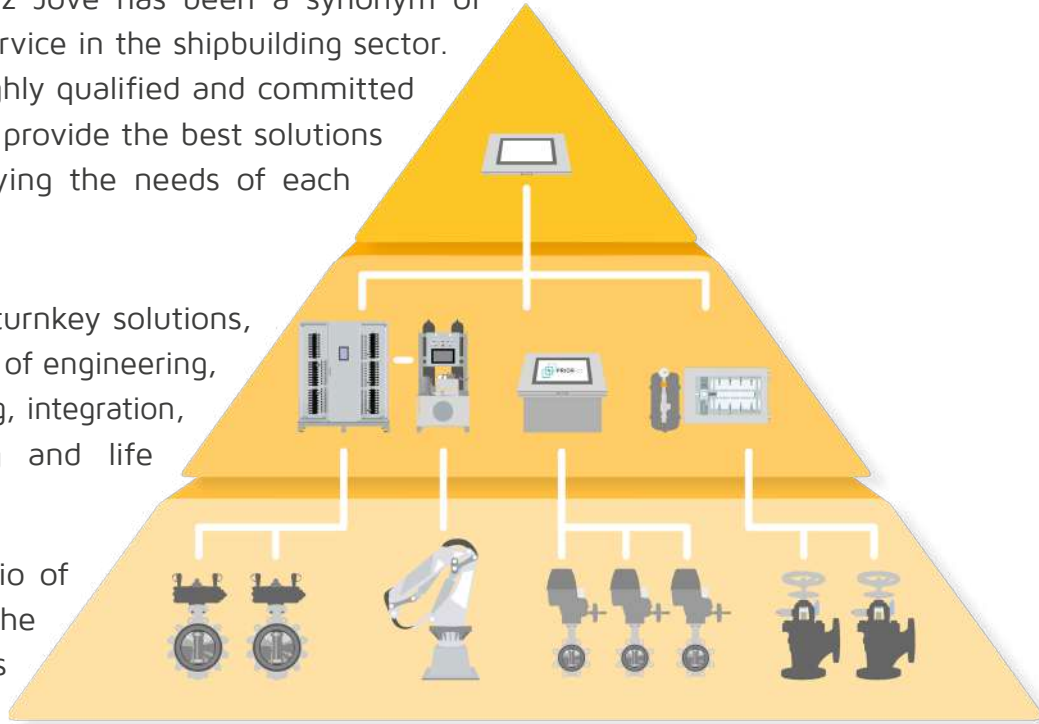 z Jové has been a synonym of
rvice in the shipbuilding sector.
ghly qualified and committed
provide the best solutions
ying the needs of each
turnkey solutions,
of engineering,
g, integration,
and life
io of
he
s